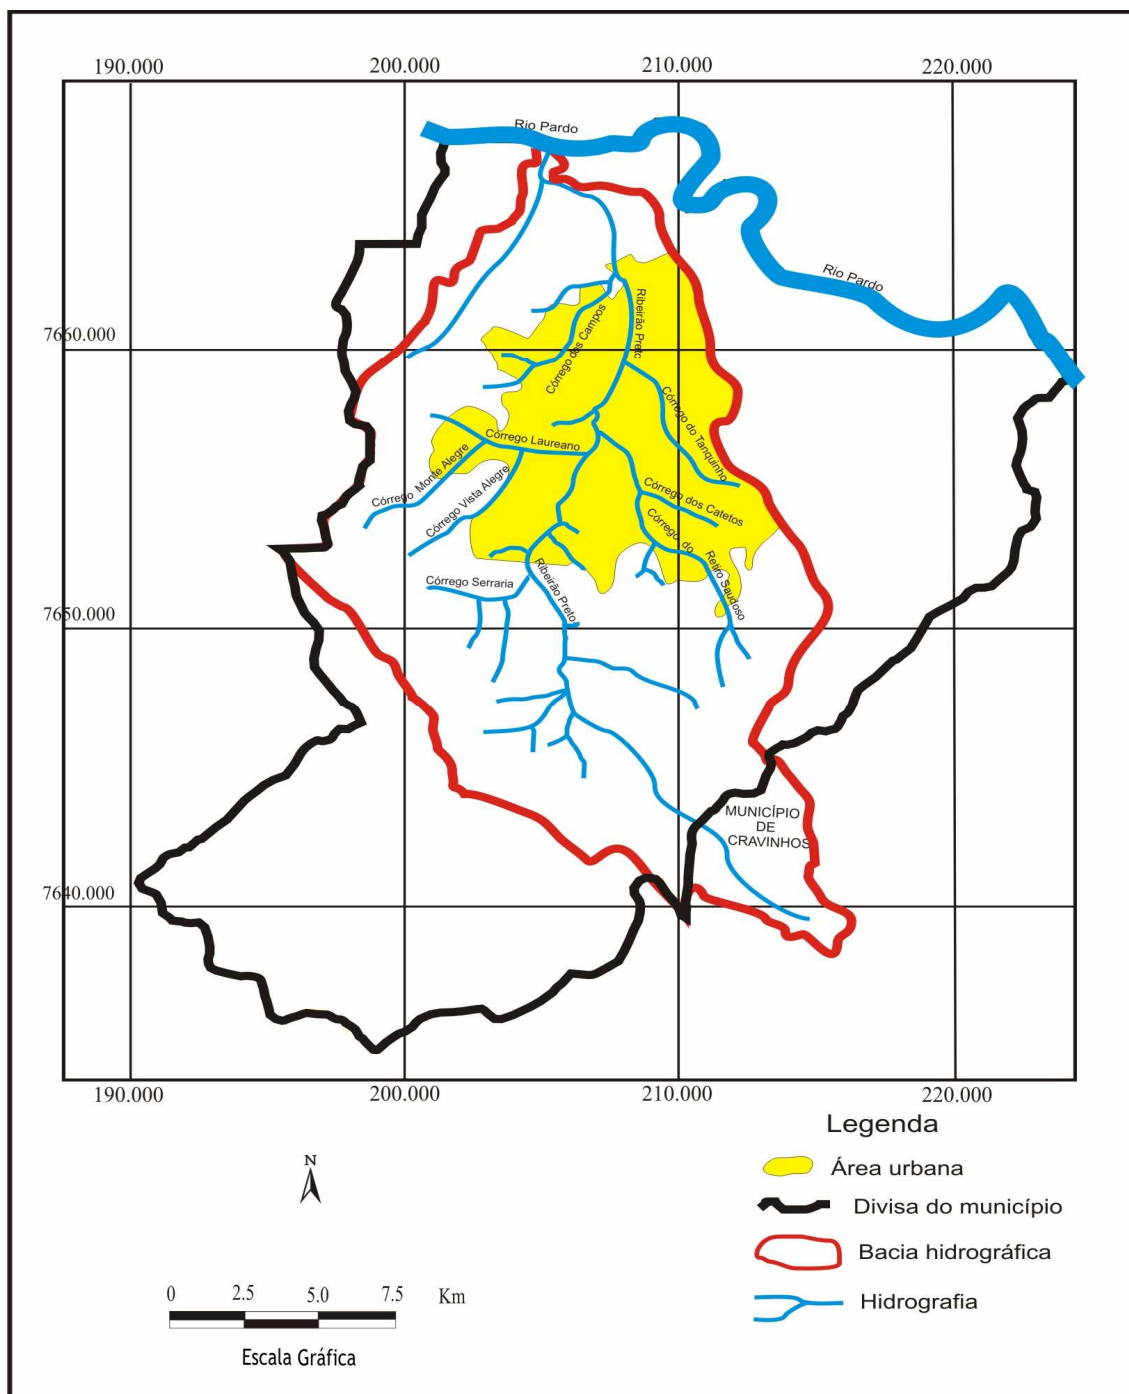 190.000 200.000 210.000 220.000
Rio Pardo
Rio Pardo
Ribeirão Preto
Córrego dos Campos
7660.000
Córrego do Tanquinho
Córrego Laureano
Córrego Monte Alegre
Córrego Vista Alegre
Córrego dos Catetos
Córrego do Retiro Saudoso
Córrego Serraria
Ribeirão Preto
7650.000
MUNICÍPIO
DE
CRAVINHOS
7640.000
190.000 200.000 210.000 220.000
Legenda
Área urbana
Divisa do município
Bacia hidrográfica
Hidrografia
N
0 2.5 5.0 7.5 Km
Escala Gráfica